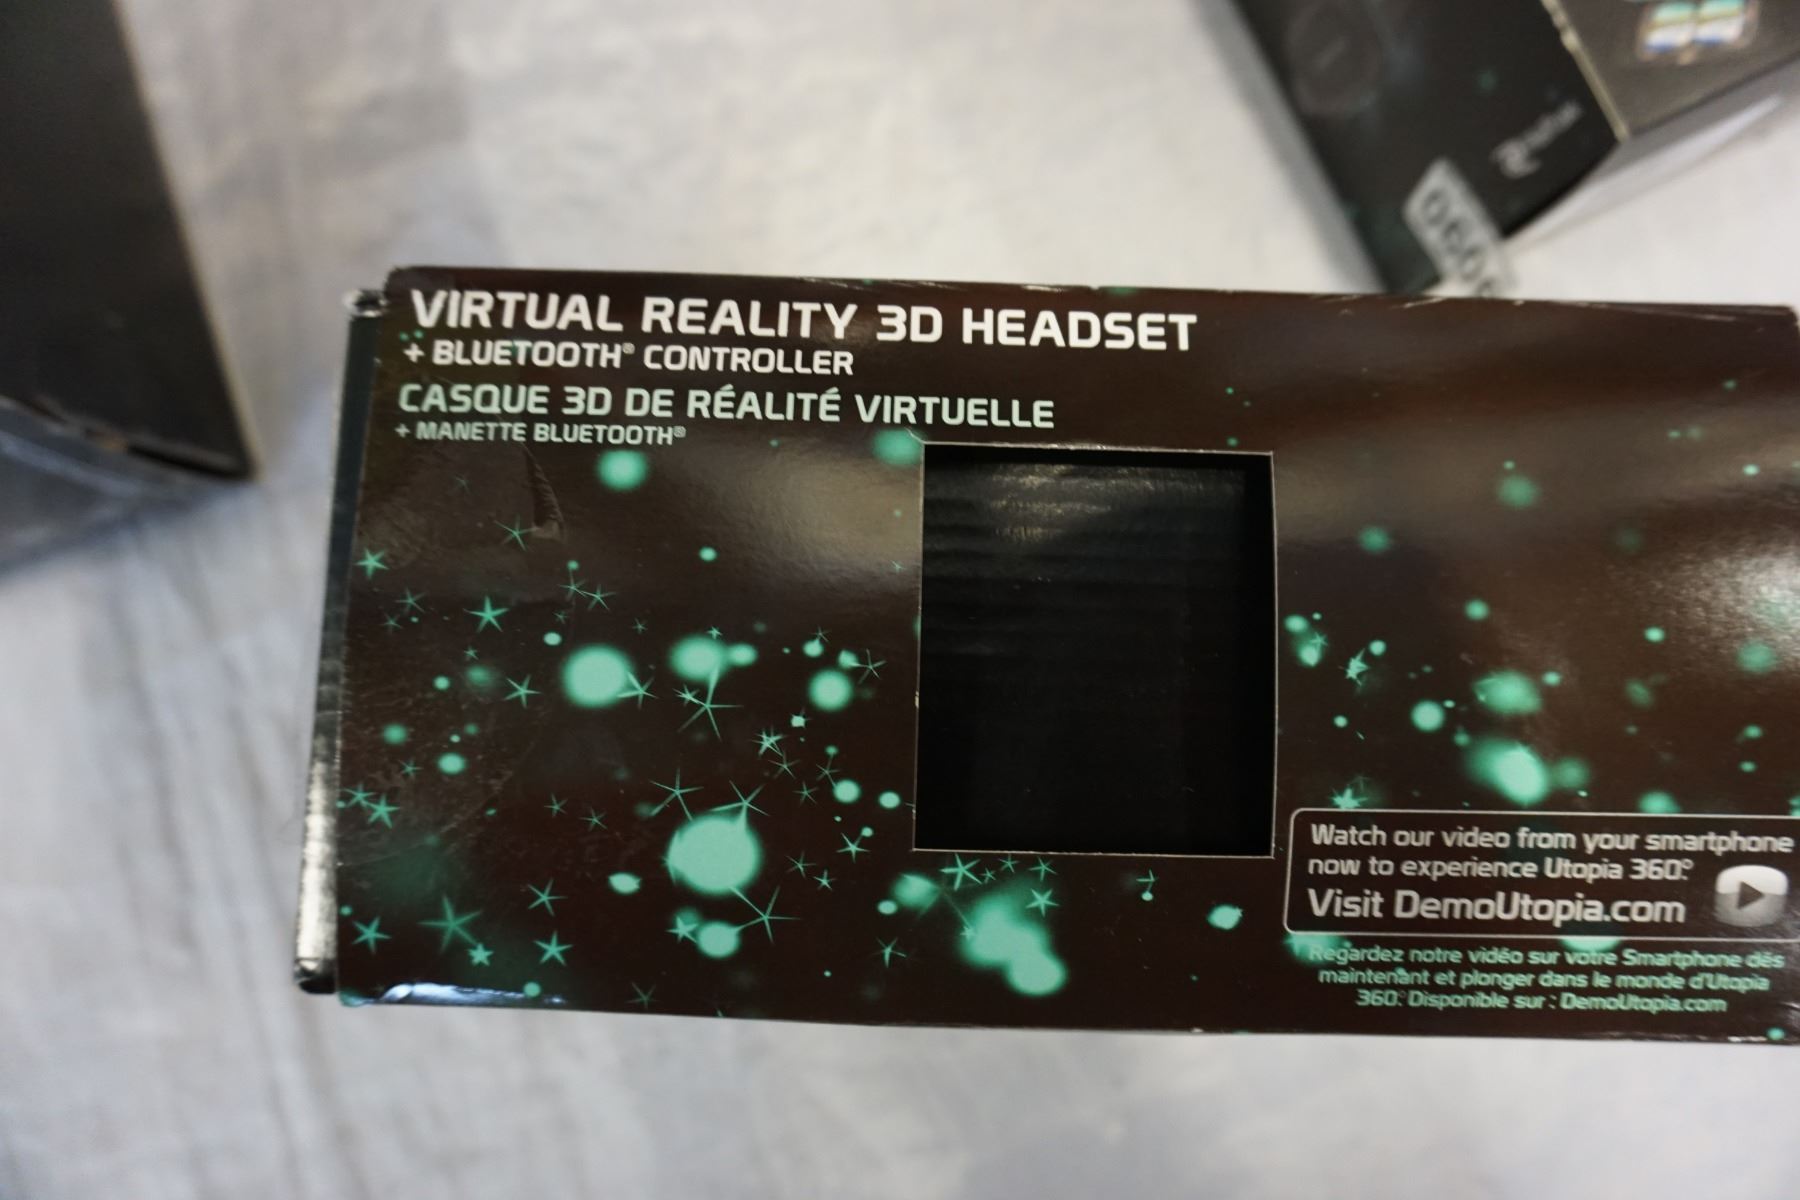 VIRTUAL REALITY 3D HEADSET
+ BLUETOOTH® CONTROLLER
CASQUE 3D DE RÉALITÉ VIRTUELLE
+ MANETTE BLUETOOTH®
Watch our video from your smartphone
now to experience Utopia 360°.
Visit DemoUtopia.com
Regardez notre vidéo sur votre Smartphone dès
maintenant et plonger dans le monde d'Utopia
360.° Disponible sur : DemoUtopia.com